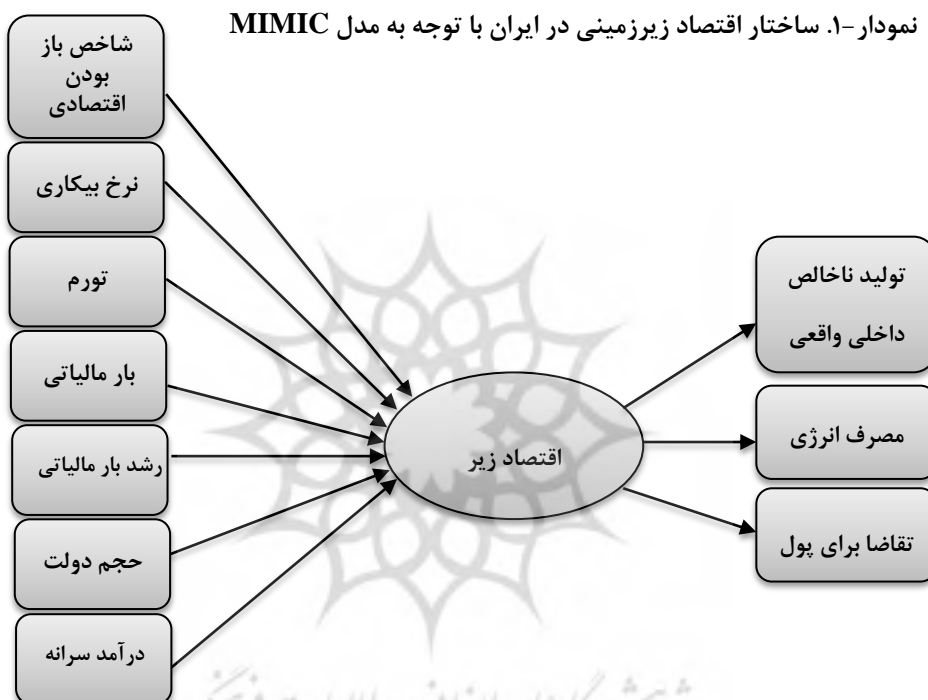 نمودار-۱. ساختار اقتصاد زیرزمینی در ایران با توجه به مدل MIMIC
شاخص باز
بودن
اقتصادی
نرخ بیکاری
تورم
بار مالیاتی
رشد بار مالیاتی
حجم دولت
درآمد سرانه
اقتصاد زیر
تولید ناخالص
داخلی واقعی
مصرف انرژی
تقاضا برای پول